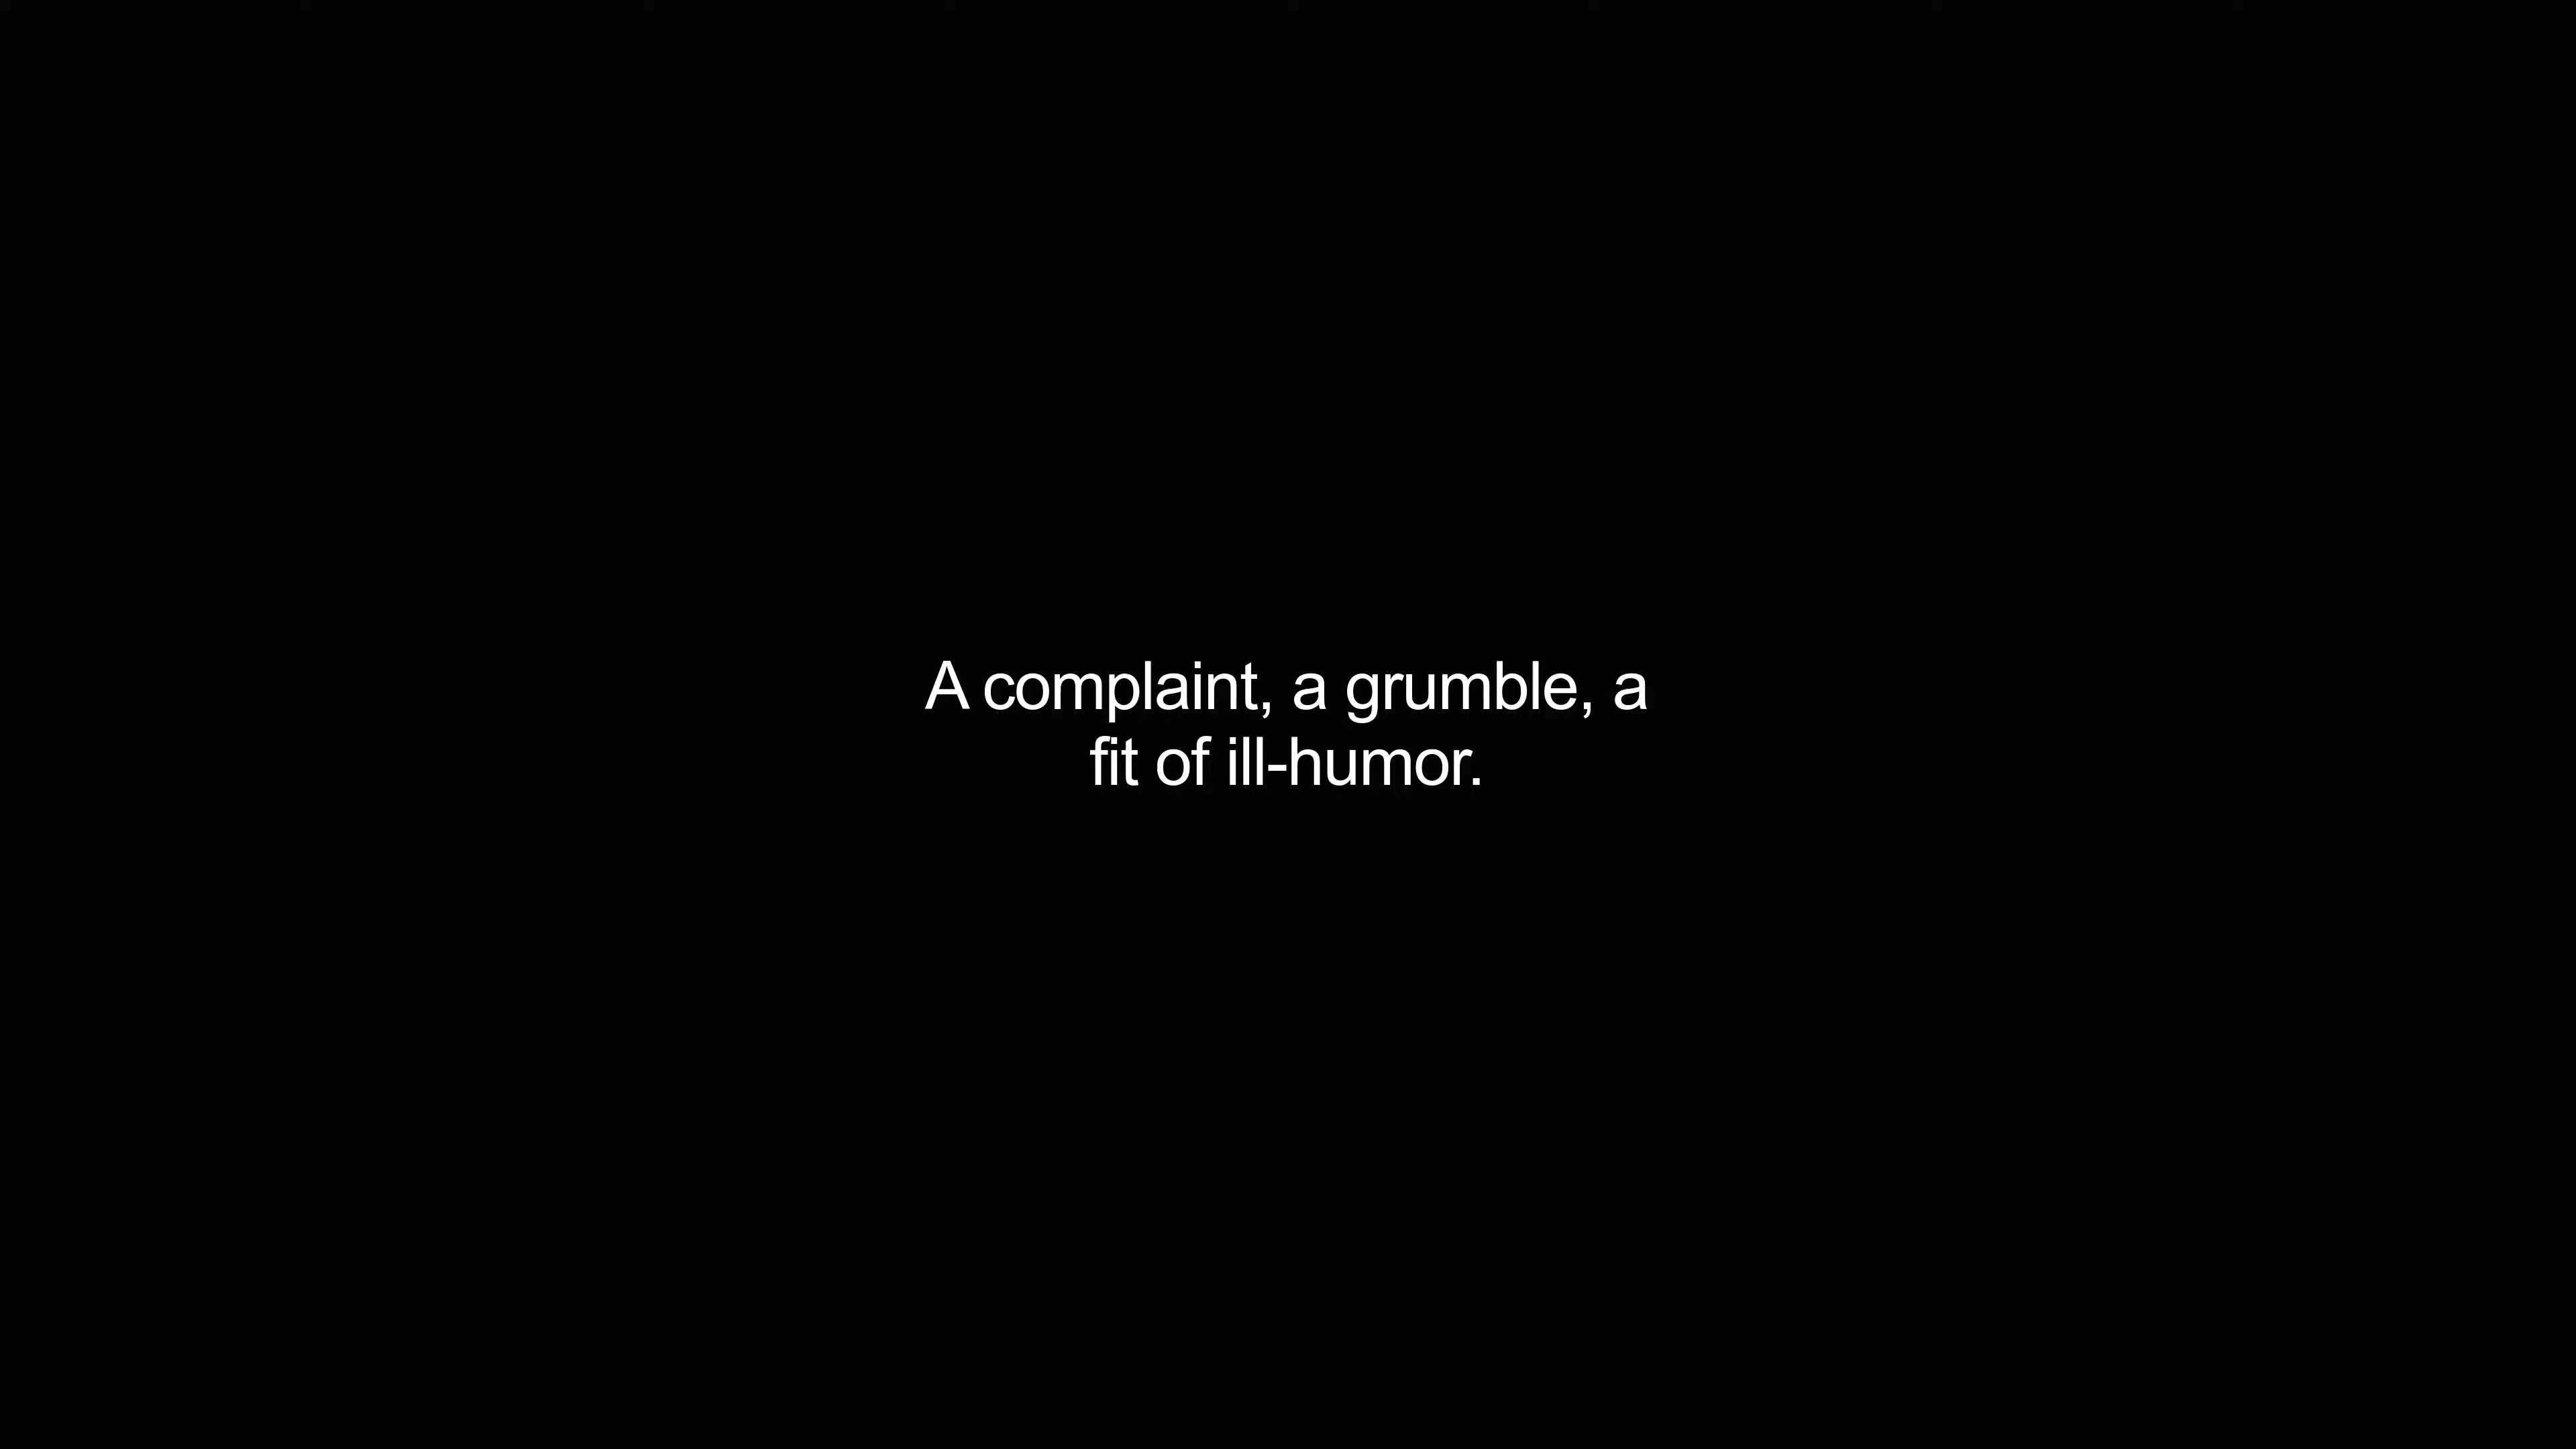 A complaint, a grumble, a
fit of ill-humor.